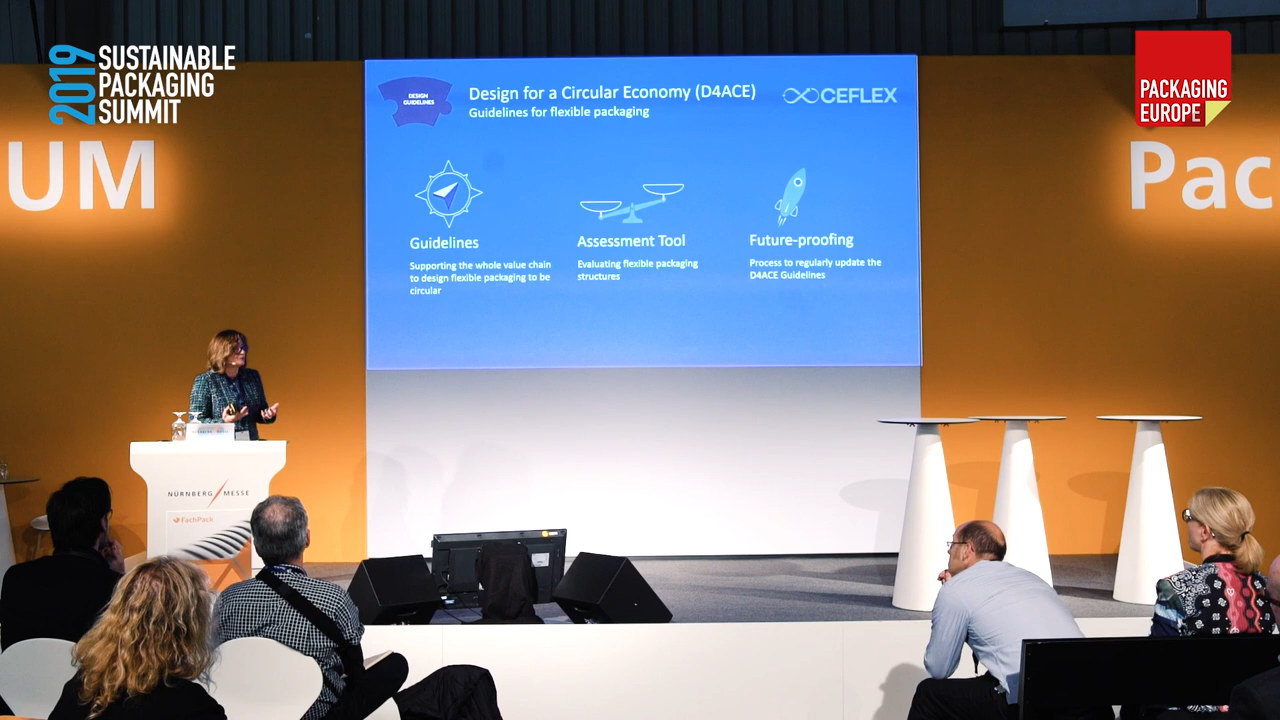 2019
SUSTAINABLE
PACKAGING
SUMMIT
PACKAGING
EUROPE
UM
Pac
DESIGN
GUIDELINES
Design for a Circular Economy (D4ACE)
Guidelines for flexible packaging
CEFLEX
Guidelines
Supporting the whole value chain
to design flexible packaging to be
circular
Assessment Tool
Evaluating flexible packaging
structures
Future-proofing
Process to regularly update the
D4ACE Guidelines
NÜRNBERG MESSE
FachPack